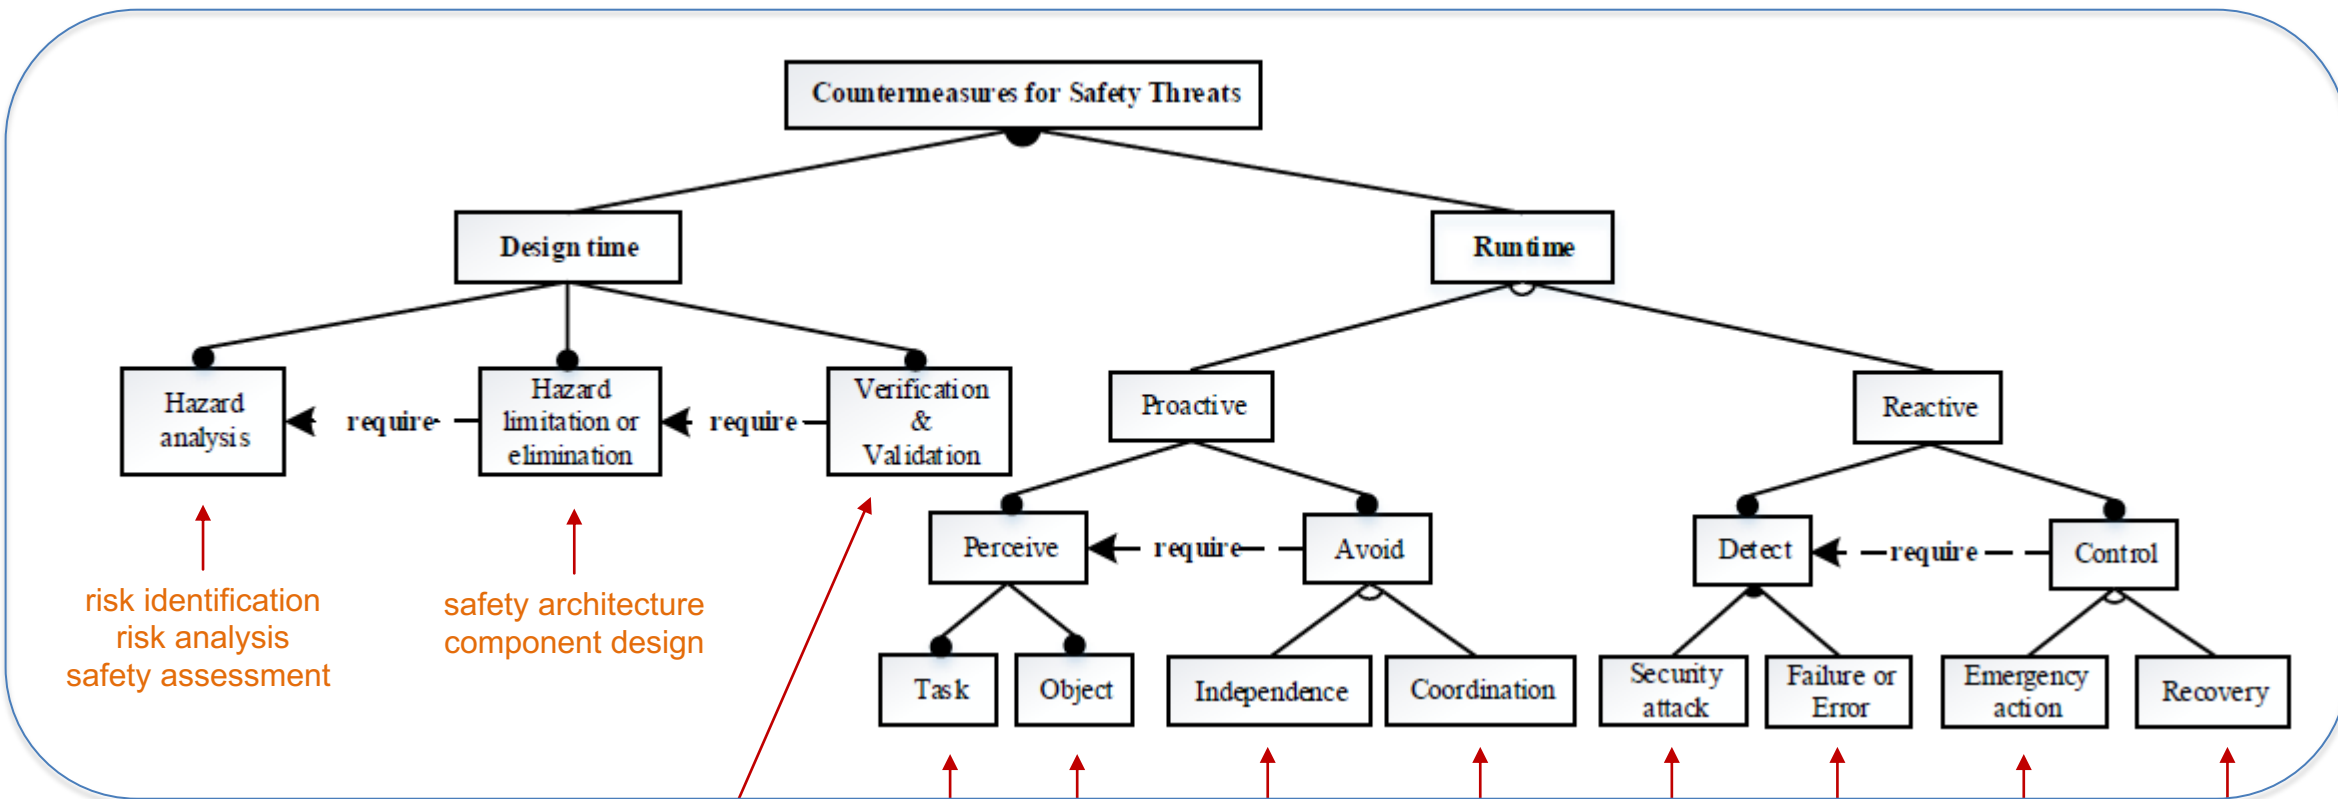 Countermeasures for Safety Threats
Design time
Runtime
Hazard
analysis
require
Hazard
limitation or
elimination
require
Verification
&
Validation
Proactive
Reactive
Perceive
require
Avoid
Detect
require
Control
risk identification
risk analysis
safety assessment
safety architecture
component design
Task
Object
Independence
Coordination
Security
attack
Failure or
Error
Emergency
action
Recovery